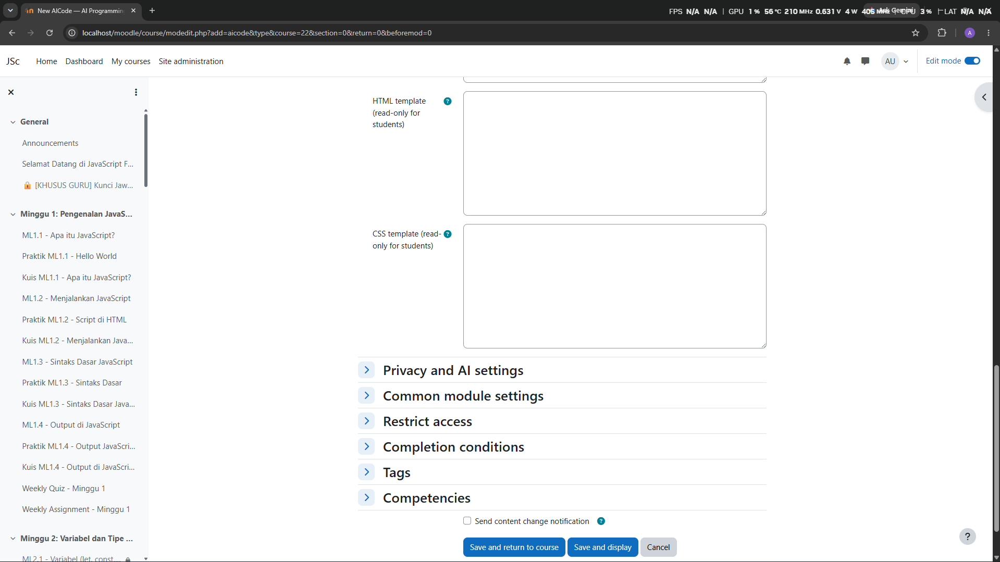 New AICode — AI Programmin
FPS N/A N/A | GPU 1 % 56 °C 210 MHz 0.631 V 4 W 405 MHz | CPU 3 % LAT N/A N/A
Ask Gemini
localhost/moodle/course/modedit.php?add=aicode&type&course=22&section=0&return=0&beforemod=0
A
JSc
Home
Dashboard
My courses
Site administration
AU
Edit mode
General
Announcements
Selamat Datang di JavaScript F...
[KHUSUS GURU] Kunci Jaw...
Minggu 1: Pengenalan JavaS...
ML1.1 - Apa itu JavaScript?
Praktik ML1.1 - Hello World
Kuis ML1.1 - Apa itu JavaScript?
ML1.2 - Menjalankan JavaScript
Praktik ML1.2 - Script di HTML
Kuis ML1.2 - Menjalankan Java...
ML1.3 - Sintaks Dasar JavaScript
Praktik ML1.3 - Sintaks Dasar
Kuis ML1.3 - Sintaks Dasar Java...
ML1.4 - Output di JavaScript
Praktik ML1.4 - Output JavaScri...
Kuis ML1.4 - Output di JavaScri...
Weekly Quiz - Minggu 1
Weekly Assignment - Minggu 1
Minggu 2: Variabel dan Tipe ...
ML2.1 - Variabel (let, const,...
HTML template
(read-only for
students)
?
CSS template (read-
only for students)
?
Privacy and AI settings
Common module settings
Restrict access
Completion conditions
Tags
Competencies
Send content change notification ?
Save and return to course
Save and display
Cancel
?